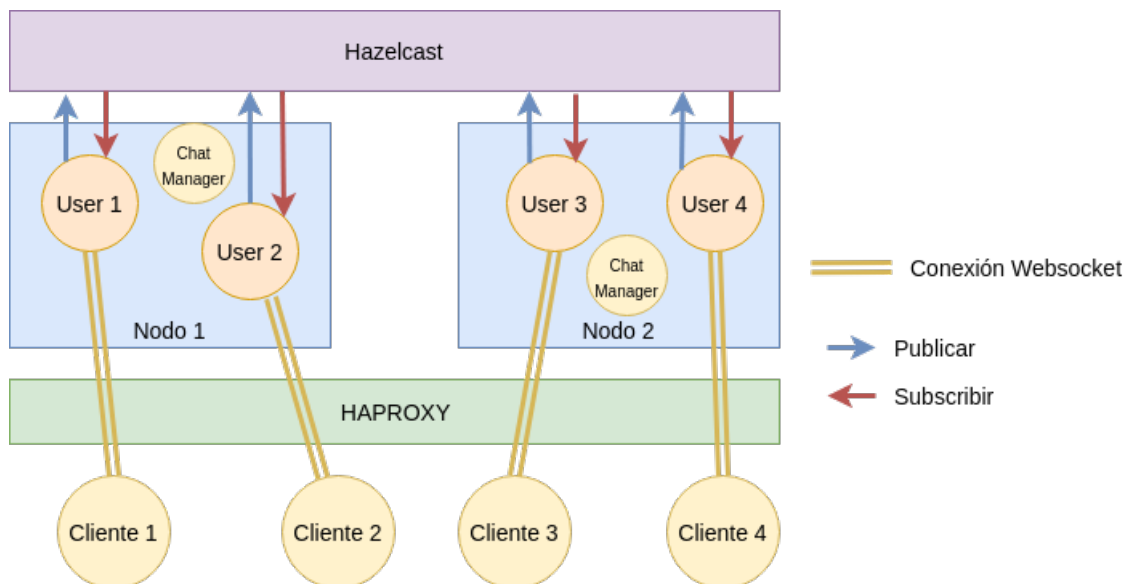 Hazelcast
Chat
Manager
User 1
User 2
Nodo 1
User 3
User 4
Chat
Manager
Nodo 2
Conexión Websocket
Publicar
Subscribir
HAPROXY
Cliente 1
Cliente 2
Cliente 3
Cliente 4